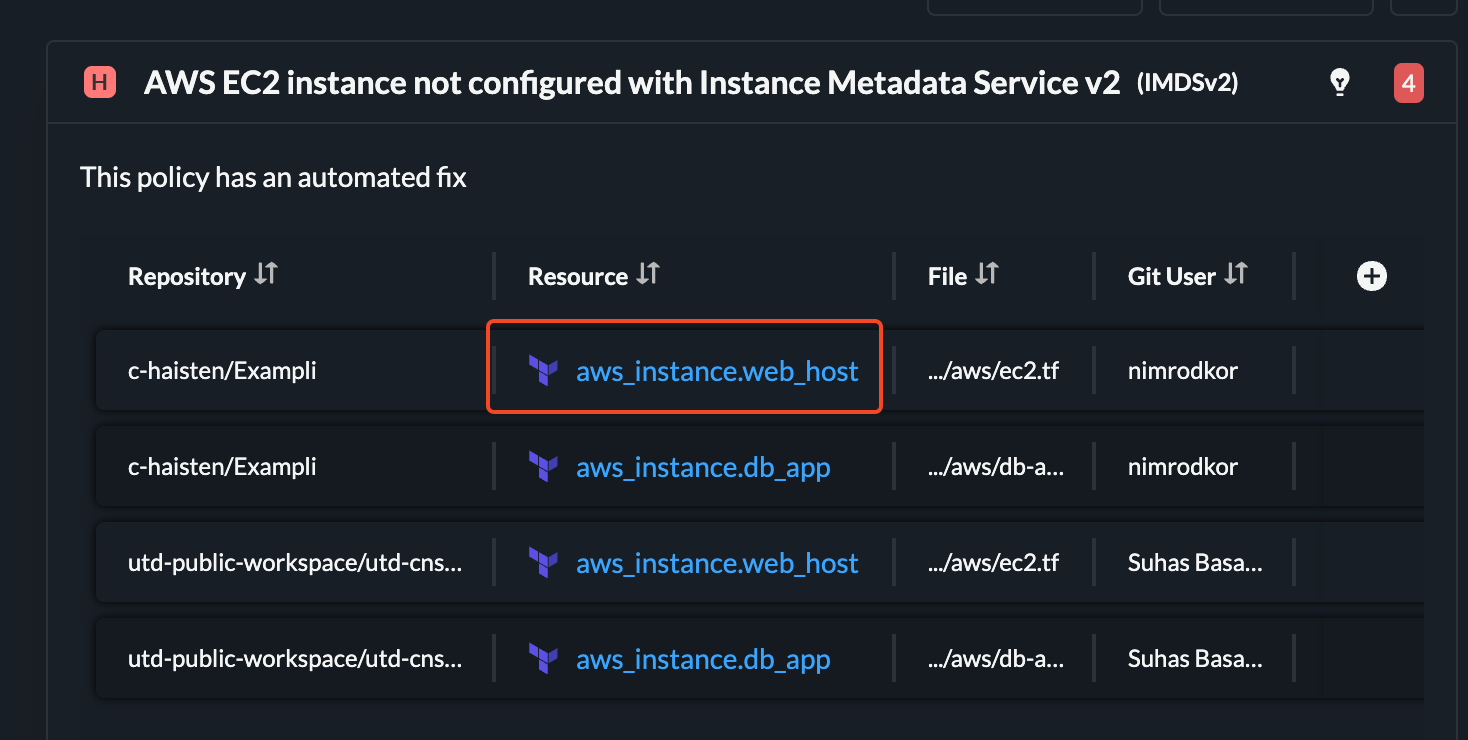 H AWS EC2 instance not configured with Instance Metadata Service v2 (IMDSv2) 4
This policy has an automated fix
Repository Resource File Git User
c-haisten/Exampli aws_instance.web_host .../aws/ec2.tf nimrodkor
c-haisten/Exampli aws_instance.db_app .../aws/db-a... nimrodkor
utd-public-workspace/utd-cns... aws_instance.web_host .../aws/ec2.tf Suhas Basa...
utd-public-workspace/utd-cns... aws_instance.db_app .../aws/db-a... Suhas Basa...